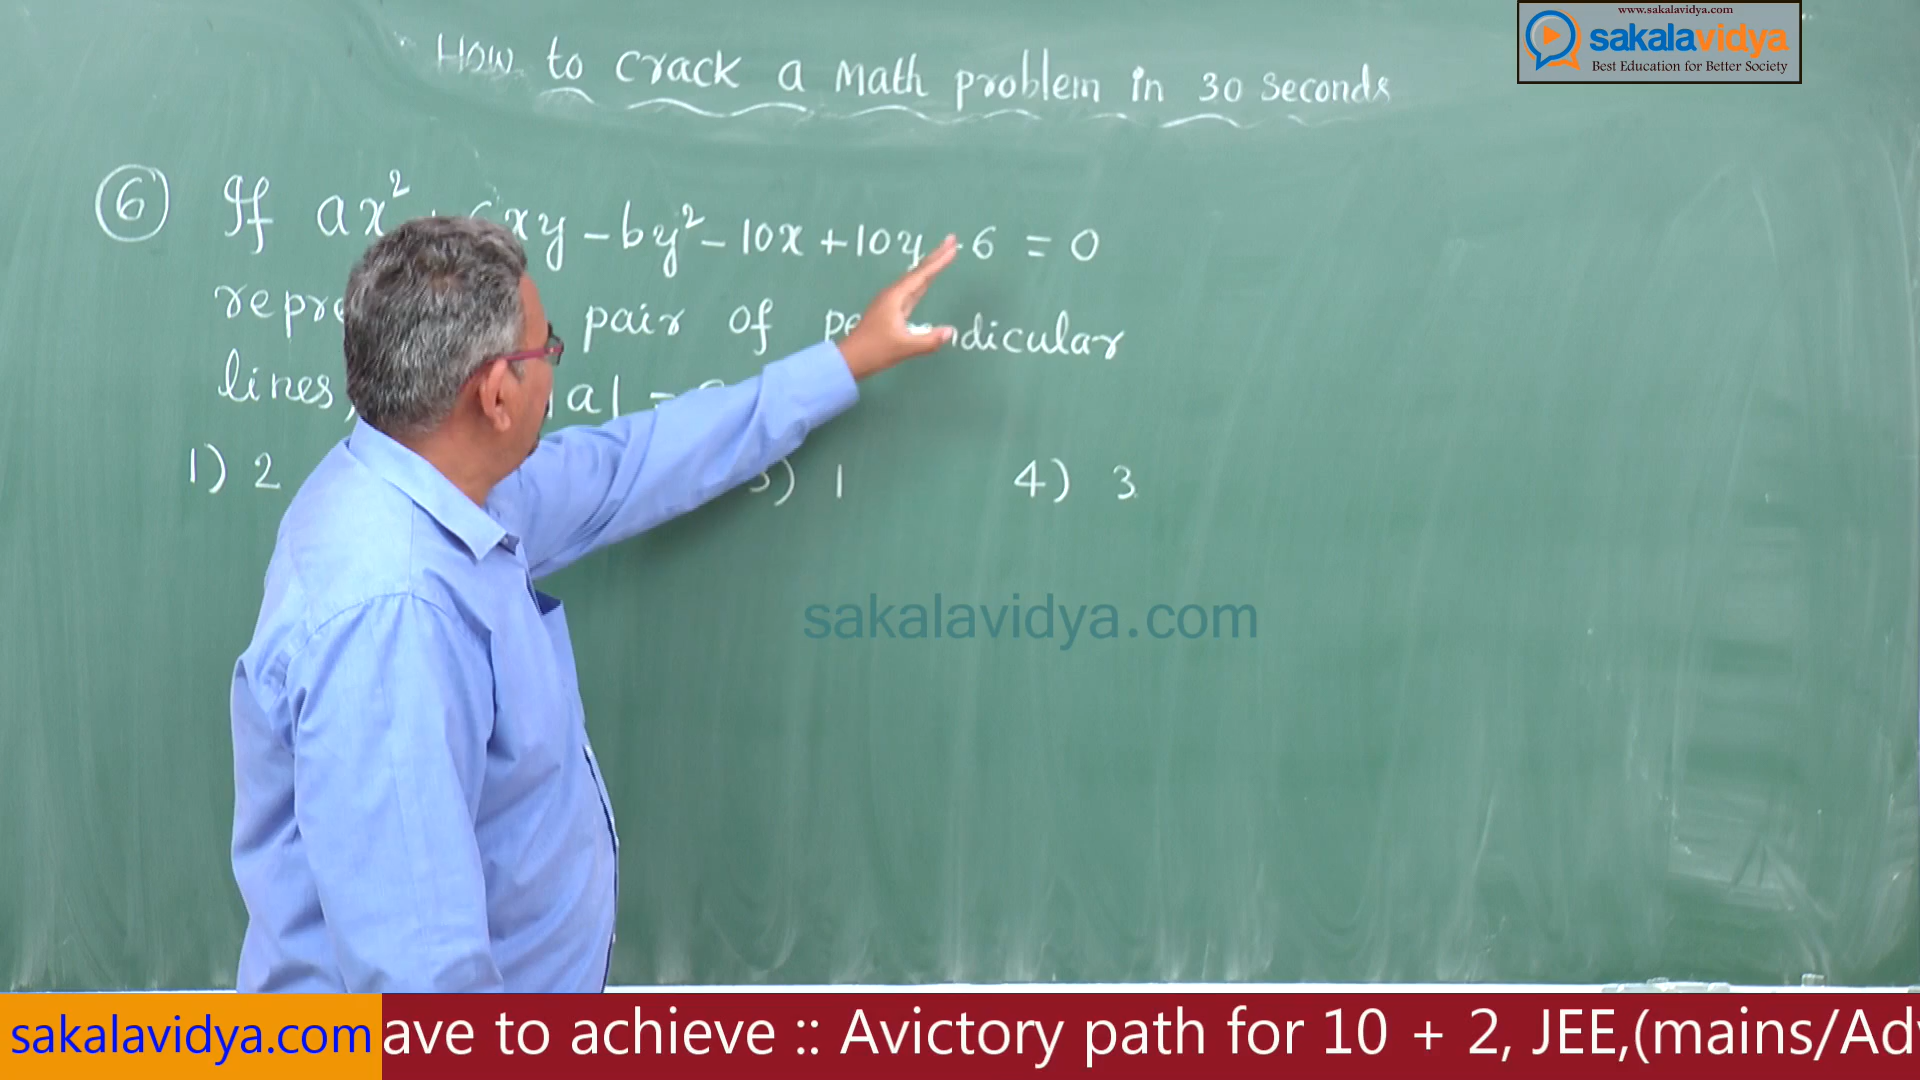 www.sakalavidya.com
sakalavidya
Best Education for Better Society
How to crack a math problem in 30 seconds
6 If ax² xy - by² - 10x + 10y 6 = 0
pair of
lines, |a| =
1) 2 3) 1 4) 3
sakalavidya.com
sakalavidya.com ave to achieve :: Avictory path for 10 + 2, JEE,(mains/Adv